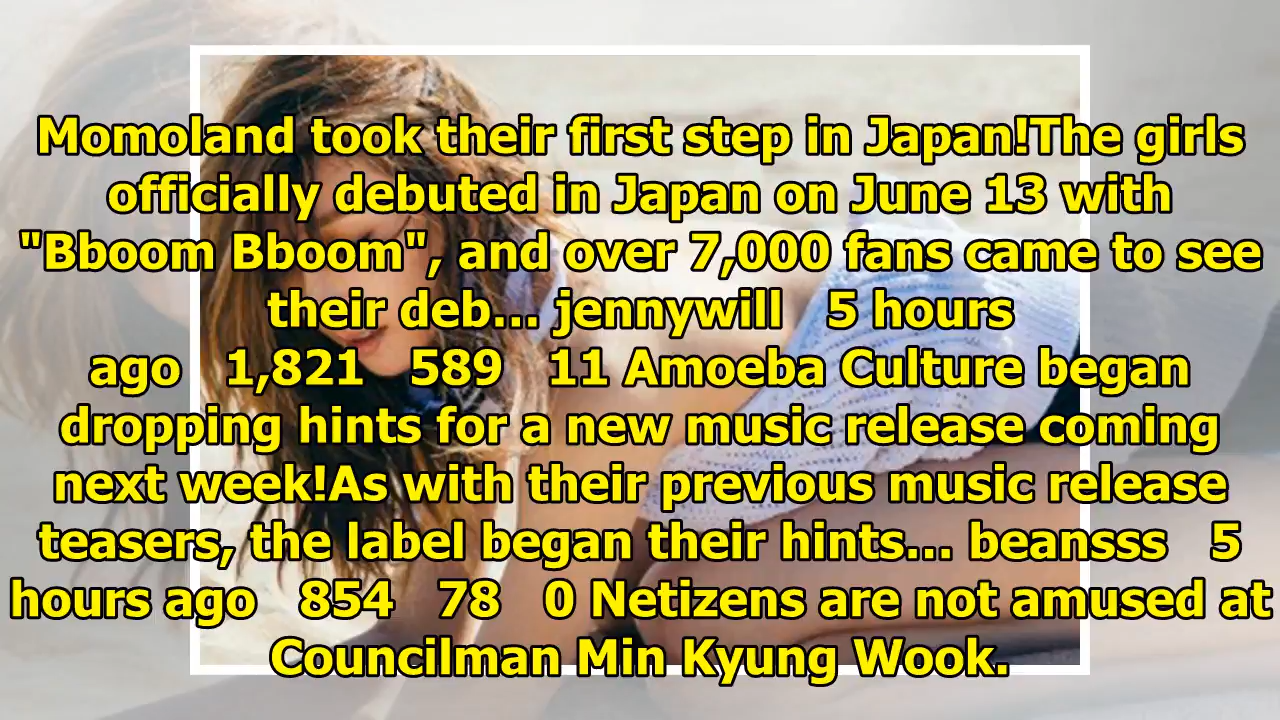 Momoland took their first step in Japan!The girls
officially debuted in Japan on June 13 with
"Bboom Bboom", and over 7,000 fans came to see
their deb... jennywill 5 hours
ago 1,821 589 11 Amoeba Culture began
dropping hints for a new music release coming
next week!As with their previous music release
teasers, the label began their hints... beansss 5
hours ago 854 78 0 Netizens are not amused at
Councilman Min Kyung Wook.